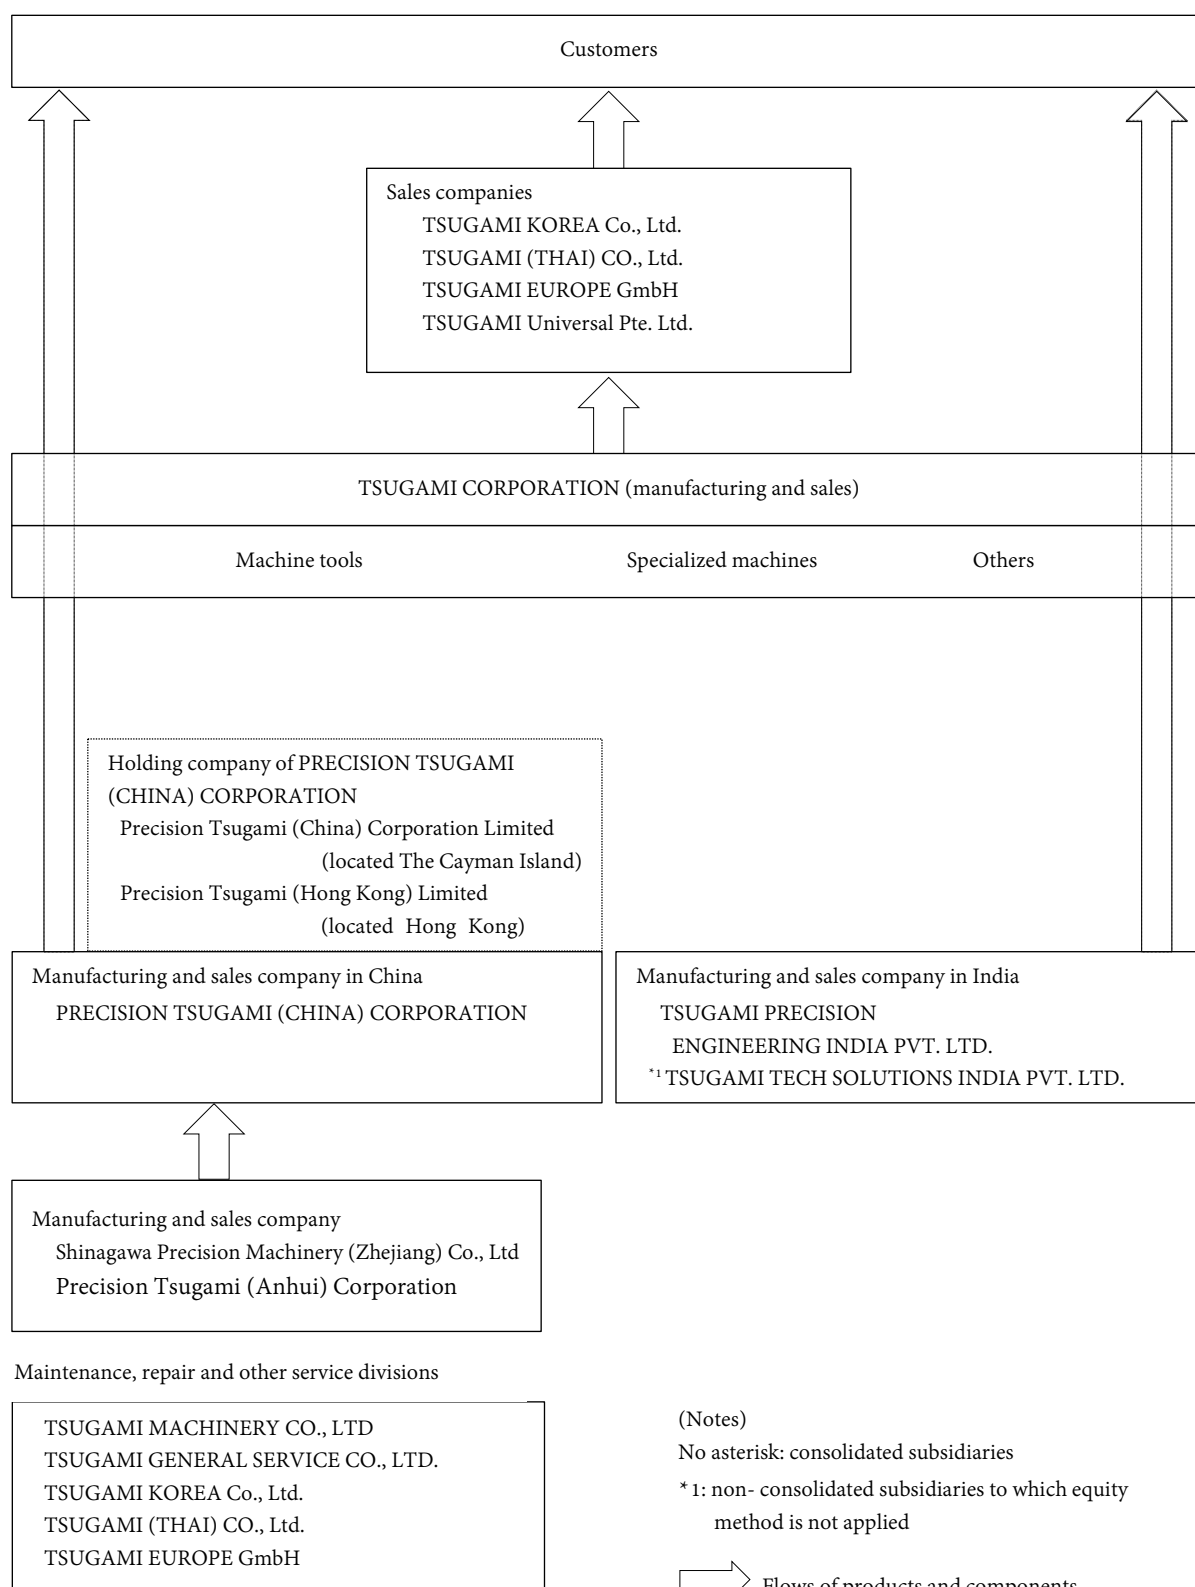 Customers
Sales companies
TSUGAMI KOREA Co., Ltd.
TSUGAMI (THAI) CO., Ltd.
TSUGAMI EUROPE GmbH
TSUGAMI Universal Pte. Ltd.
TSUGAMI CORPORATION (manufacturing and sales)
Machine tools Specialized machines Others
Holding company of PRECISION TSUGAMI
(CHINA) CORPORATION
Precision Tsugami (China) Corporation Limited
(located The Cayman Island)
Precision Tsugami (Hong Kong) Limited
(located Hong Kong)
Manufacturing and sales company in China
PRECISION TSUGAMI (CHINA) CORPORATION
Manufacturing and sales company in India
TSUGAMI PRECISION
ENGINEERING INDIA PVT. LTD.
*1 TSUGAMI TECH SOLUTIONS INDIA PVT. LTD.
Manufacturing and sales company
Shinagawa Precision Machinery (Zhejiang) Co., Ltd
Precision Tsugami (Anhui) Corporation
Maintenance, repair and other service divisions
TSUGAMI MACHINERY CO., LTD
TSUGAMI GENERAL SERVICE CO., LTD.
TSUGAMI KOREA Co., Ltd.
TSUGAMI (THAI) CO., Ltd.
TSUGAMI EUROPE GmbH
(Notes)
No asterisk: consolidated subsidiaries
*1: non- consolidated subsidiaries to which equity
method is not applied
Flows of products and components